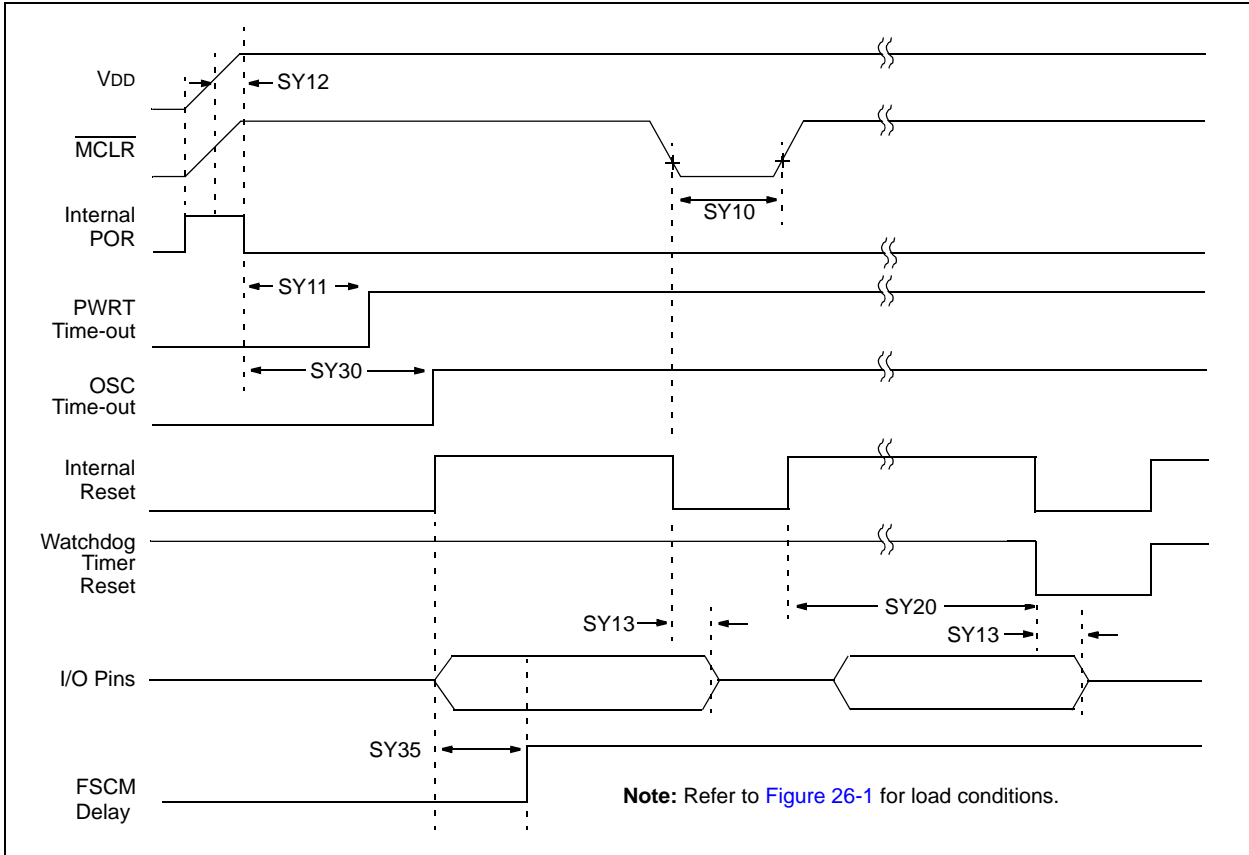 VDD
SY12
MCLR
SY10
Internal
POR
SY11
PWRT
Time-out
SY30
OSC
Time-out
Internal
Reset
Watchdog
Timer
Reset
SY20
SY13
SY13
I/O Pins
SY35
FSCM
Delay
Note: Refer to Figure 26-1 for load conditions.